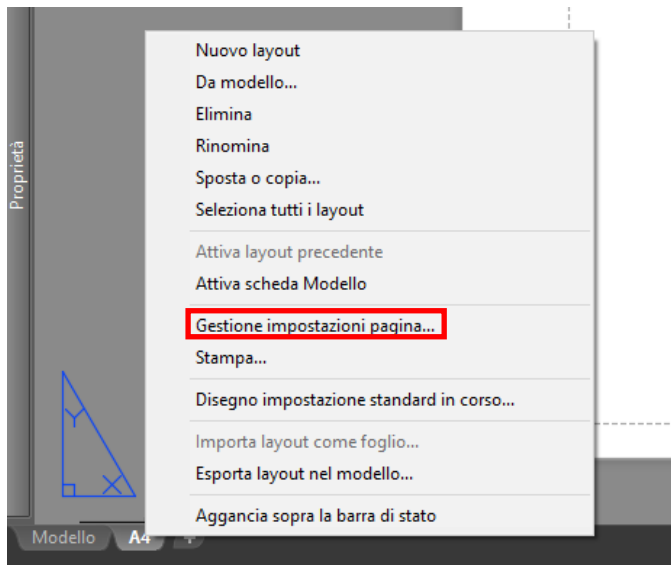 Nuovo layout
Da modello...
Elimina
Rinomina
Sposta o copia...
Seleziona tutti i layout
Attiva layout precedente
Attiva scheda Modello
Gestione impostazioni pagina...
Stampa...
Disegno impostazione standard in corso...
Importa layout come foglio...
Esporta layout nel modello...
Aggancia sopra la barra di stato
Proprietà
Y
X
Modello A4 +